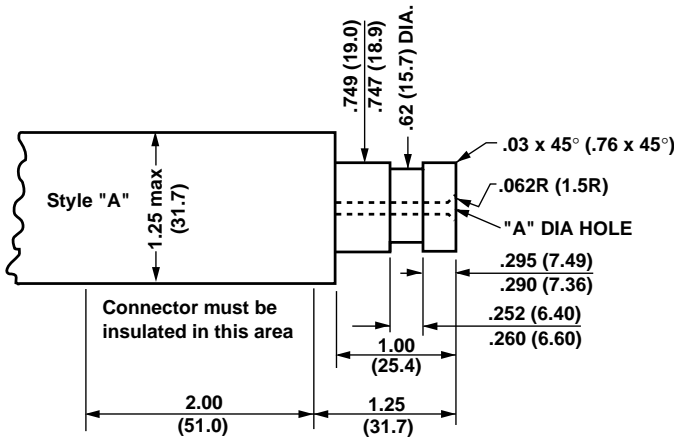 .749 (19.0)
.747 (18.9)
.62 (15.7) DIA.
.03 x 45° (.76 x 45°)
Style "A"
1.25 max
(31.7)
.062R (1.5R)
"A" DIA HOLE
.295 (7.49)
.290 (7.36)
Connector must be
insulated in this area
.252 (6.40)
.260 (6.60)
1.00
(25.4)
2.00
(51.0)
1.25
(31.7)